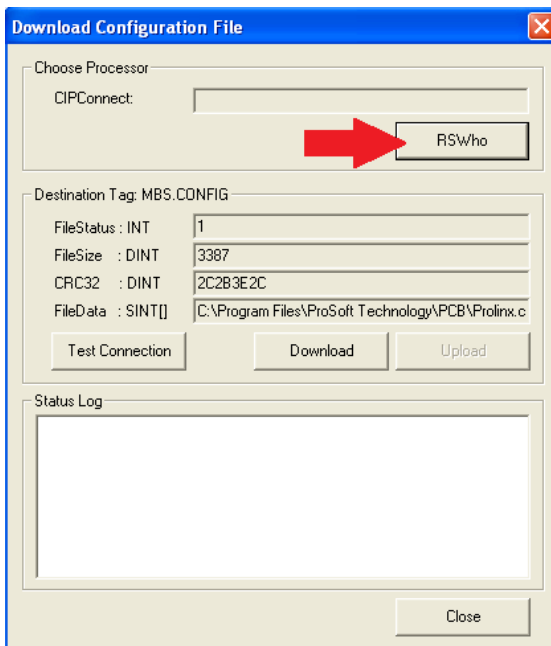 Download Configuration File
Choose Processor
CIPConnect:
RSWho
Destination Tag: MBS.CONFIG
FileStatus : INT 1
FileSize : DINT 3387
CRC32 : DINT 2C2B3E2C
FileData : SINT[] C:\Program Files\ProSoft Technology\PCB\Prolinx.c
Test Connection Download Upload
Status Log
Close